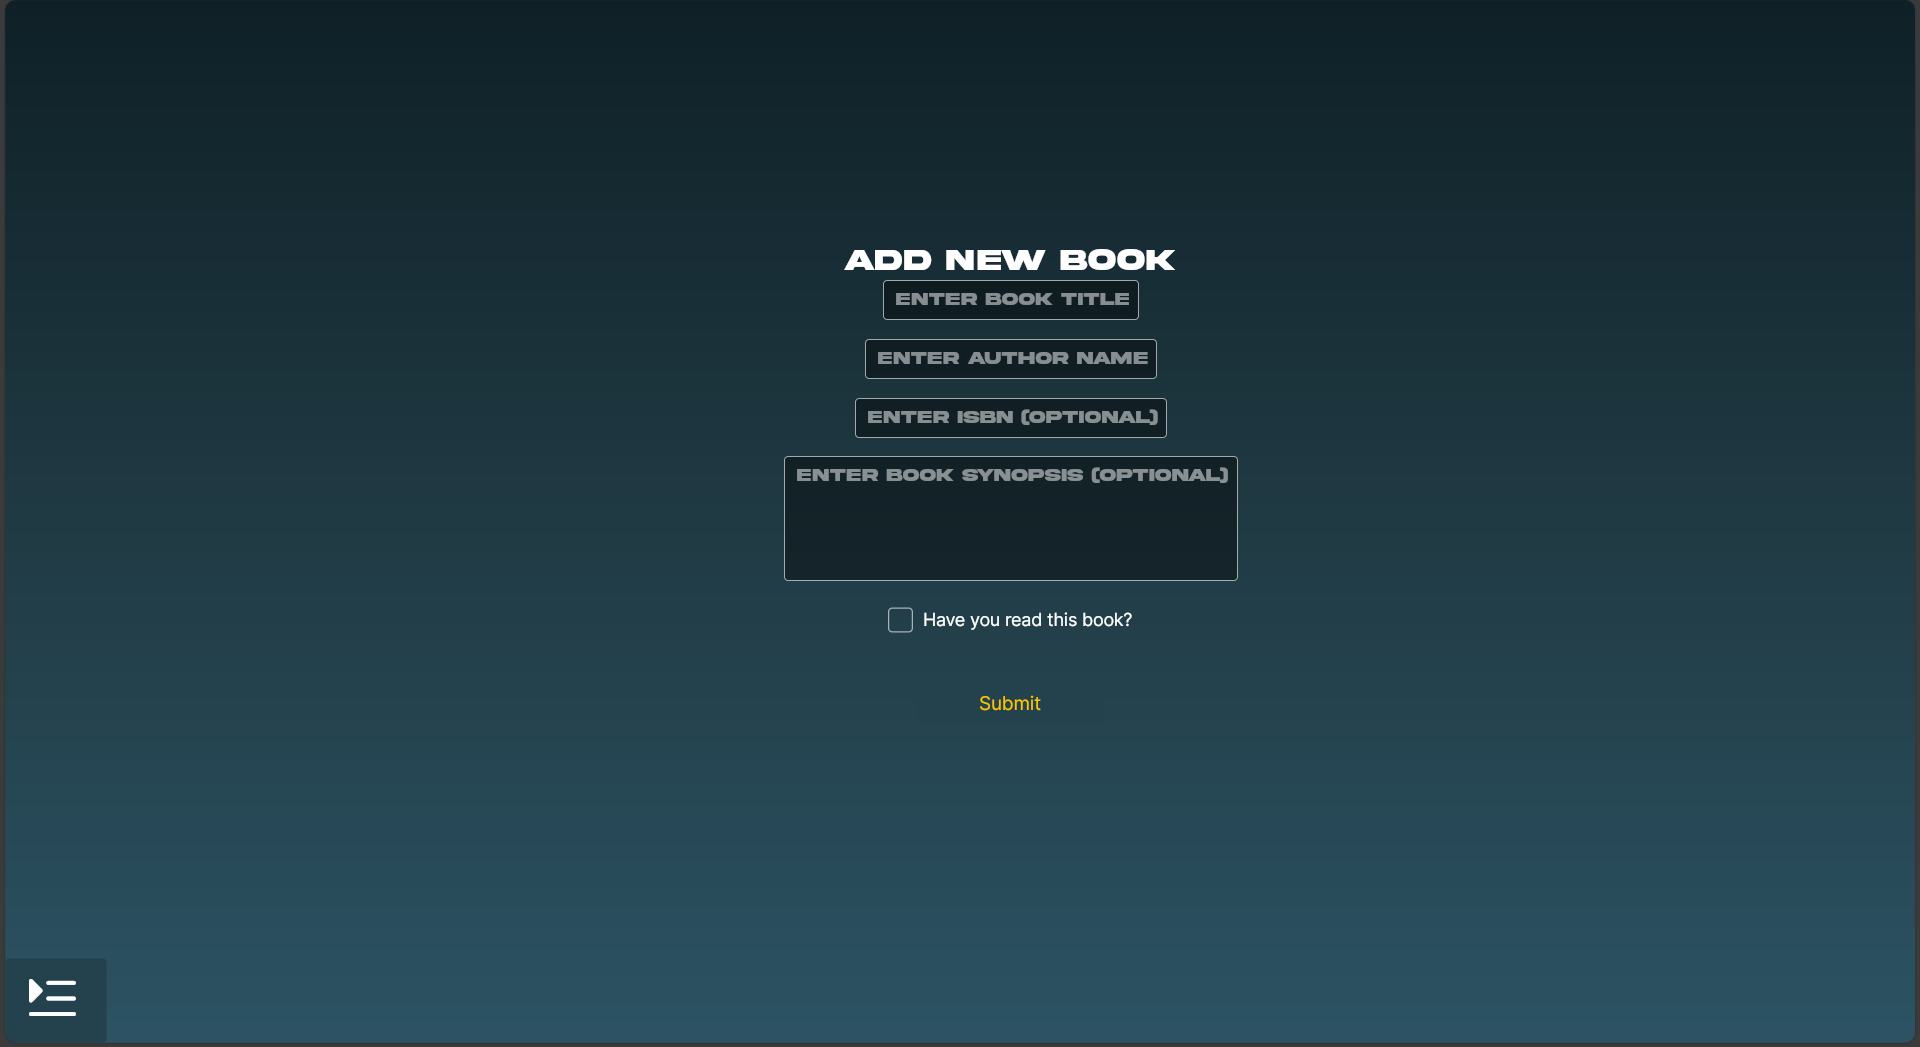 ADD NEW BOOK
ENTER BOOK TITLE
ENTER AUTHOR NAME
ENTER ISBN (OPTIONAL)
ENTER BOOK SYNOPSIS (OPTIONAL)
Have you read this book?
Submit